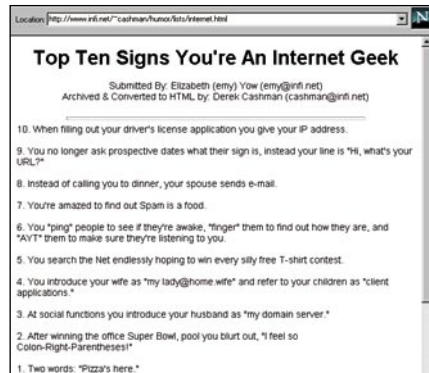 Location: http://www.infi.net/~cashman/humor/lists/internet.html
N
Top Ten Signs You're An Internet Geek
Submitted By: Elizabeth (emy) Yow (emy@infi.net)
Archived & Converted to HTML by: Derek Cashman (cashman@infi.net)
10. When filling out your driver's license application you give your IP address.
9. You no longer ask prospective dates what their sign is, instead your line is "Hi, what's your
URL?"
8. Instead of calling you to dinner, your spouse sends e-mail.
7. You're amazed to find out Spam is a food.
6. You "ping" people to see if they're awake, "finger" them to find out how they are, and
"AYT" them to make sure they're listening to you.
5. You search the Net endlessly hoping to win every silly free T-shirt contest.
4. You introduce your wife as "my lady@home.wife" and refer to your children as "client
applications."
3. At social functions you introduce your husband as "my domain server."
2. After winning the office Super Bowl, pool you blurt out, "I feel so
Colon-Right-Parentheses!"
1. Two words: "Pizza's here."